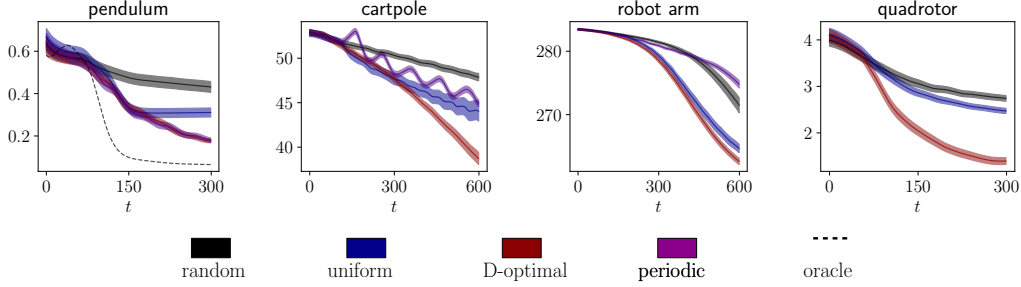 pendulum cartpole robot arm quadrotor
0.6
0.4
0.2
0 150 300
t
50
45
40
0 300 600
t
280
270
0 300 600
t
4
3
2
0 150 300
t
random uniform D-optimal periodic oracle